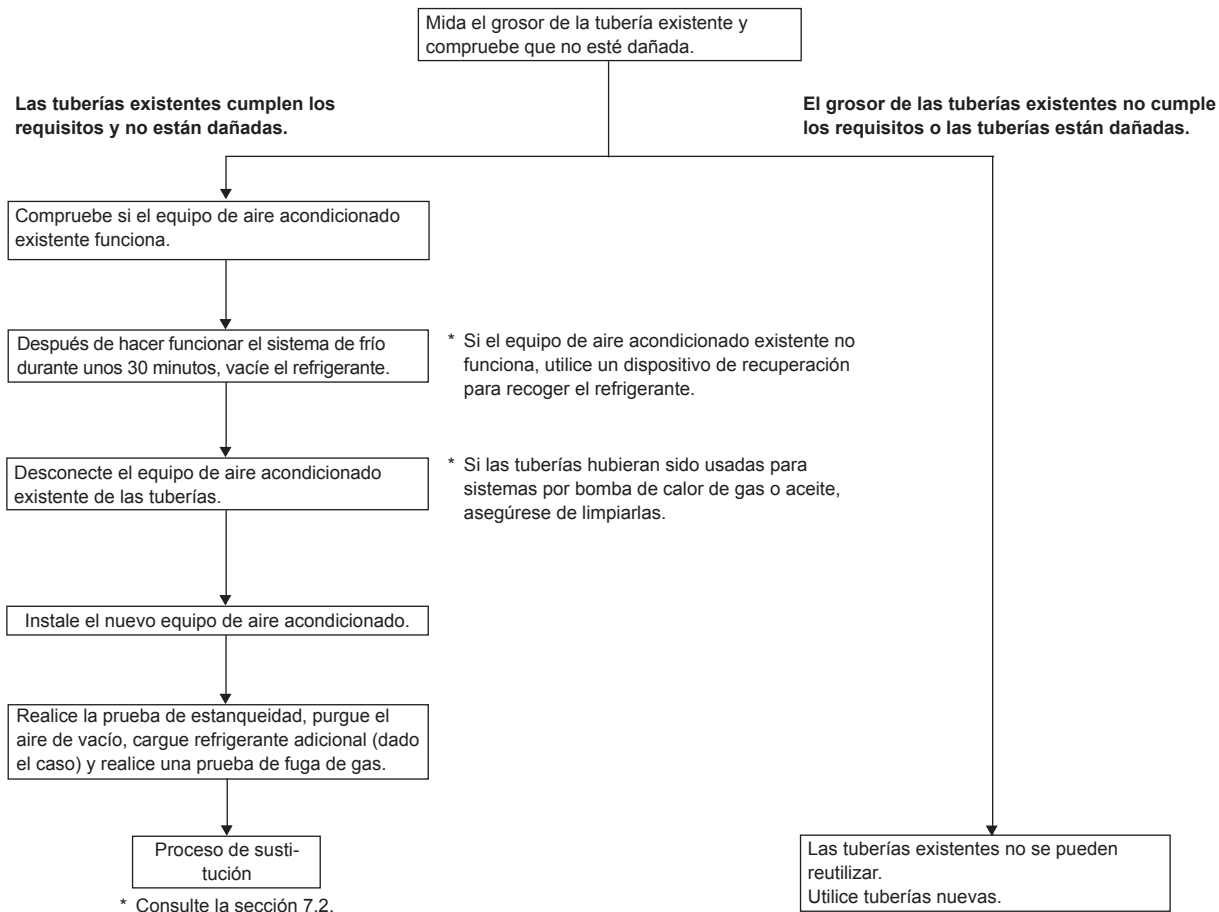 Mida el grosor de la tubería existente y
compruebe que no esté dañada.
Las tuberías existentes cumplen los
requisitos y no están dañadas.
El grosor de las tuberías existentes no cumple
los requisitos o las tuberías están dañadas.
Compruebe si el equipo de aire acondicionado
existente funciona.
Después de hacer funcionar el sistema de frío
durante unos 30 minutos, vacíe el refrigerante.
* Si el equipo de aire acondicionado existente no
funciona, utilice un dispositivo de recuperación
para recoger el refrigerante.
Desconecte el equipo de aire acondicionado
existente de las tuberías.
* Si las tuberías hubieran sido usadas para
sistemas por bomba de calor de gas o aceite,
asegúrese de limpiarlas.
Instale el nuevo equipo de aire acondicionado.
Realice la prueba de estanqueidad, purgue el
aire de vacío, cargue refrigerante adicional (dado
el caso) y realice una prueba de fuga de gas.
Proceso de susti-
tución
* Consulte la sección 7.2.
Las tuberías existentes no se pueden
reutilizar.
Utilice tuberías nuevas.